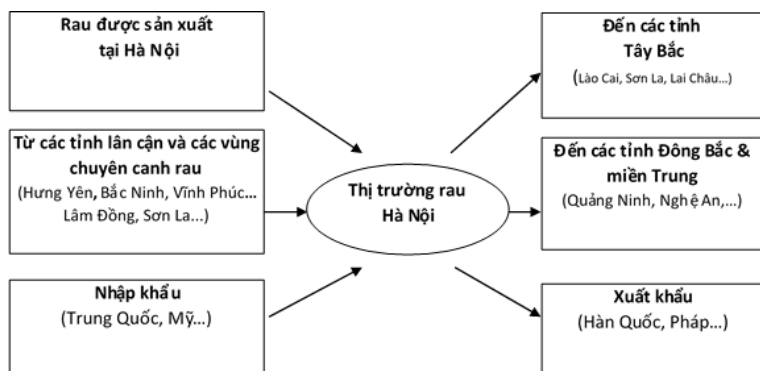 Rau được sản xuất
tại Hà Nội
Từ các tỉnh lân cận và các vùng
chuyên canh rau
(Hưng Yên, Bắc Ninh, Vĩnh Phúc...
Lâm Đồng, Sơn La...)
Nhập khẩu
(Trung Quốc, Mỹ...)
Thị trường rau
Hà Nội
Đến các tỉnh
Tây Bắc
(Lào Cai, Sơn La, Lai Châu...)
Đến các tỉnh Đông Bắc &
miền Trung
(Quảng Ninh, Nghệ An,...)
Xuất khẩu
(Hàn Quốc, Pháp...)